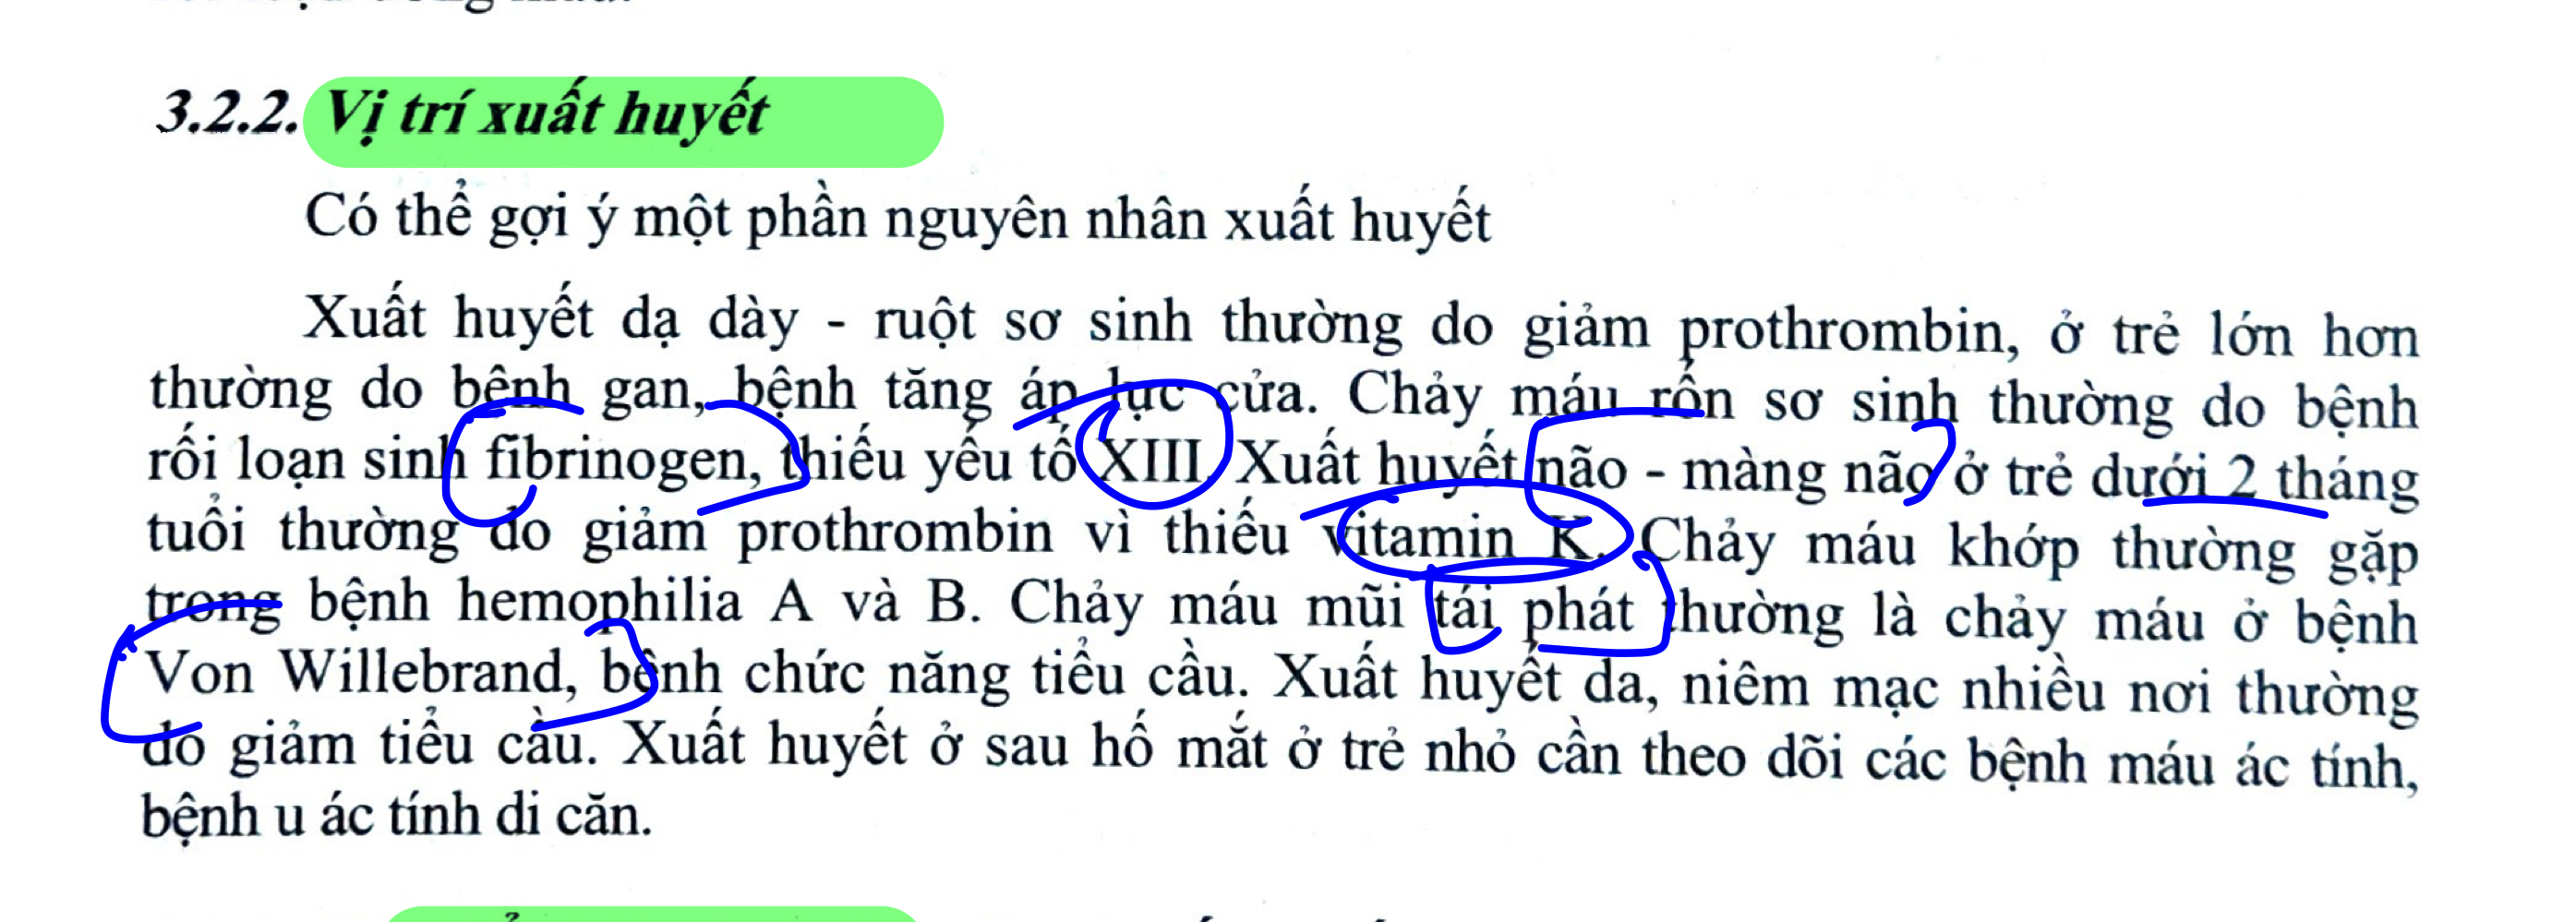 3.2.2. Vị trí xuất huyết
Có thể gợi ý một phần nguyên nhân xuất huyết
Xuất huyết dạ dày - ruột sơ sinh thường do giảm prothrombin, ở trẻ lớn hơn
thường do bệnh gan, bệnh tăng áp lực cửa. Chảy máu rốn sơ sinh thường do bệnh
rối loạn sinh fibrinogen, thiếu yếu tố XIII. Xuất huyết não - màng não ở trẻ dưới 2 tháng
tuổi thường do giảm prothrombin vì thiếu vitamin K. Chảy máu khớp thường gặp
trong bệnh hemophilia A và B. Chảy máu mũi tái phát thường là chảy máu ở bệnh
Von Willebrand, bệnh chức năng tiểu cầu. Xuất huyết da, niêm mạc nhiều nơi thường
do giảm tiểu cầu. Xuất huyết ở sau hố mắt ở trẻ nhỏ cần theo dõi các bệnh máu ác tính,
bệnh u ác tính di căn.